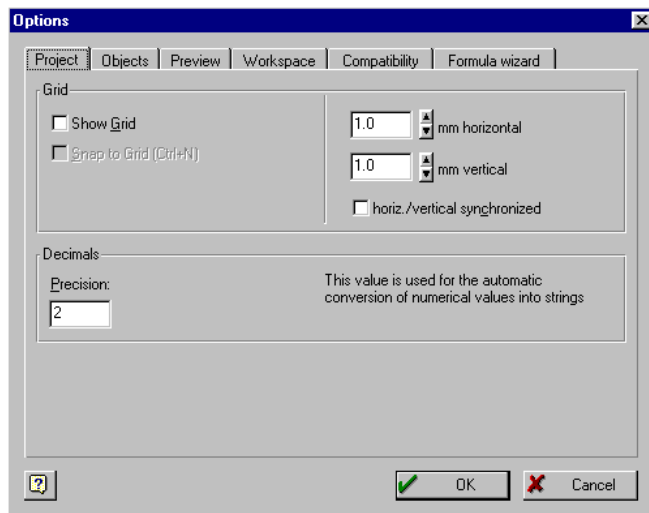 Options
Project Objects Preview Workspace Compatibility Formula wizard
Grid
Show Grid
Snap to Grid (Ctrl+N)
1.0 mm horizontal
1.0 mm vertical
horiz./vertical synchronized
Decimals
Precision:
2
This value is used for the automatic
conversion of numerical values into strings
? OK Cancel